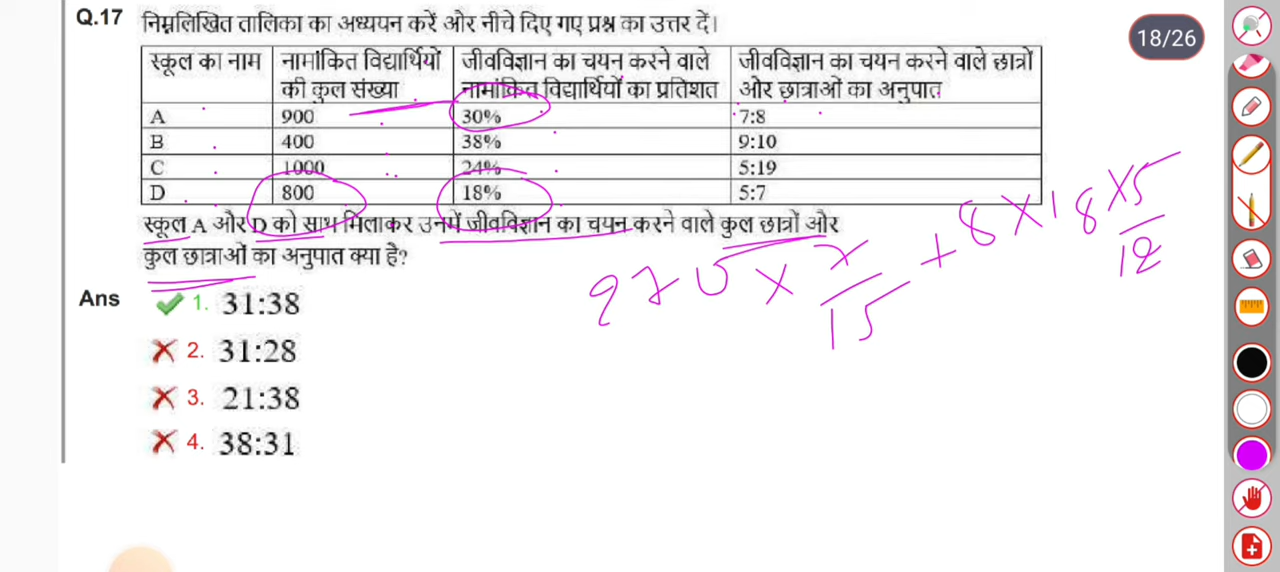 18/26
Q.17 निम्नलिखित तालिका का अध्ययन करें और नीचे दिए गए प्रश्न का उत्तर दें।
स्कूल का नाम नामांकित विद्यार्थियों की कुल संख्या जीवविज्ञान का चयन करने वाले नामांकित विद्यार्थियों का प्रतिशत जीवविज्ञान का चयन करने वाले छात्रों और छात्राओं का अनुपात
A 900 30% 7:8
B 400 38% 9:10
C 1000 24% 5:19
D 800 18% 5:7
स्कूल A और D को साथ मिलाकर उनमें जीवविज्ञान का चयन करने वाले कुल छात्रों और
कुल छात्राओं का अनुपात क्या है?
270 × 7/15 + 8 × 18 × 5/12
Ans 1. 31:38
2. 31:28
3. 21:38
4. 38:31